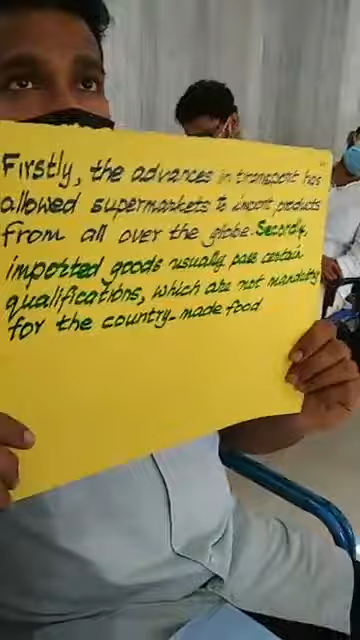 Firstly, the advances in transport has
allowed supermarkets to import products
from all over the globe. Secondly,
imported goods usually pass certain
qualifications, which are not mandatory
for the country-made food